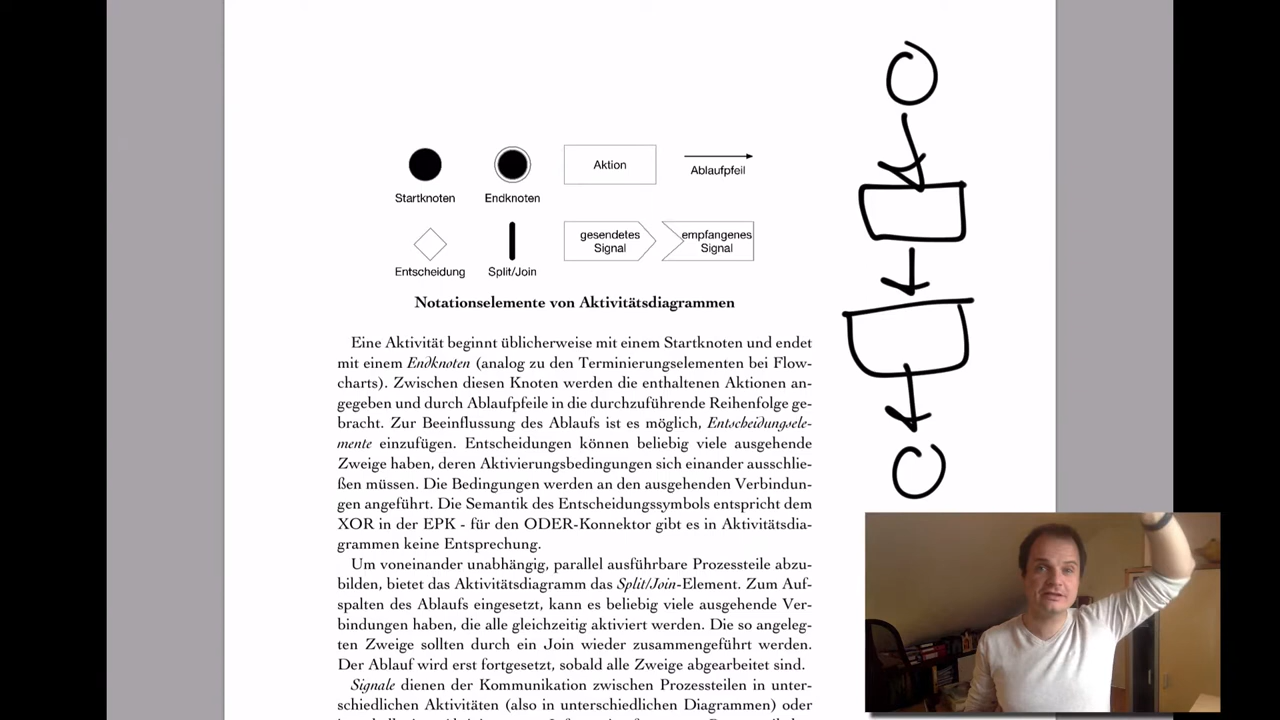 Startknoten
Endknoten
Aktion
Ablaufpfeil
Entscheidung
Split/Join
gesendetes
Signal
empfangenes
Signal
Notationselemente von Aktivitätsdiagrammen
Eine Aktivität beginnt üblicherweise mit einem Startknoten und endet
mit einem Endknoten (analog zu den Terminierungselementen bei Flow-
charts). Zwischen diesen Knoten werden die enthaltenen Aktionen an-
gegeben und durch Ablaufpfeile in die durchzuführende Reihenfolge ge-
bracht. Zur Beeinflussung des Ablaufs ist es möglich, Entscheidungsele-
mente einzufügen. Entscheidungen können beliebig viele ausgehende
Zweige haben, deren Aktivierungsbedingungen sich einander ausschlie-
ßen müssen. Die Bedingungen werden an den ausgehenden Verbindun-
gen angeführt. Die Semantik des Entscheidungssymbols entspricht dem
XOR in der EPK - für den ODER-Konnektor gibt es in Aktivitätsdia-
grammen keine Entsprechung.
Um voneinander unabhängig, parallel ausführbare Prozessteile abzu-
bilden, bietet das Aktivitätsdiagramm das Split/Join-Element. Zum Auf-
spalten des Ablaufs eingesetzt, kann es beliebig viele ausgehende Ver-
bindungen haben, die alle gleichzeitig aktiviert werden. Die so angeleg-
ten Zweige sollten durch ein Join wieder zusammengeführt werden.
Der Ablauf wird erst fortgesetzt, sobald alle Zweige abgearbeitet sind.
Signale dienen der Kommunikation zwischen Prozessteilen in unter-
schiedlichen Aktivitäten (also in unterschiedlichen Diagrammen) oder